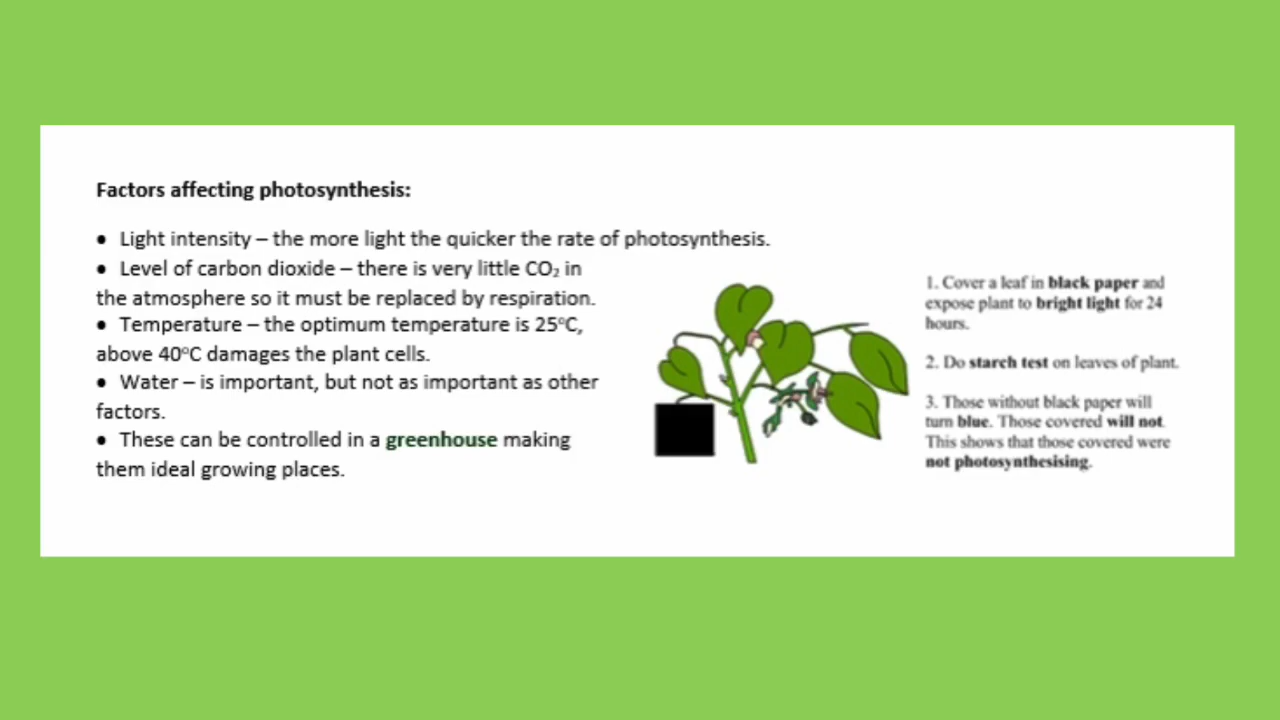 Factors affecting photosynthesis:
• Light intensity – the more light the quicker the rate of photosynthesis.
• Level of carbon dioxide – there is very little CO₂ in
the atmosphere so it must be replaced by respiration.
• Temperature – the optimum temperature is 25°C,
above 40°C damages the plant cells.
• Water – is important, but not as important as other
factors.
• These can be controlled in a greenhouse making
them ideal growing places.
1. Cover a leaf in black paper and
expose plant to bright light for 24
hours.
2. Do starch test on leaves of plant.
3. Those without black paper will
turn blue. Those covered will not.
This shows that those covered were
not photosynthesising.